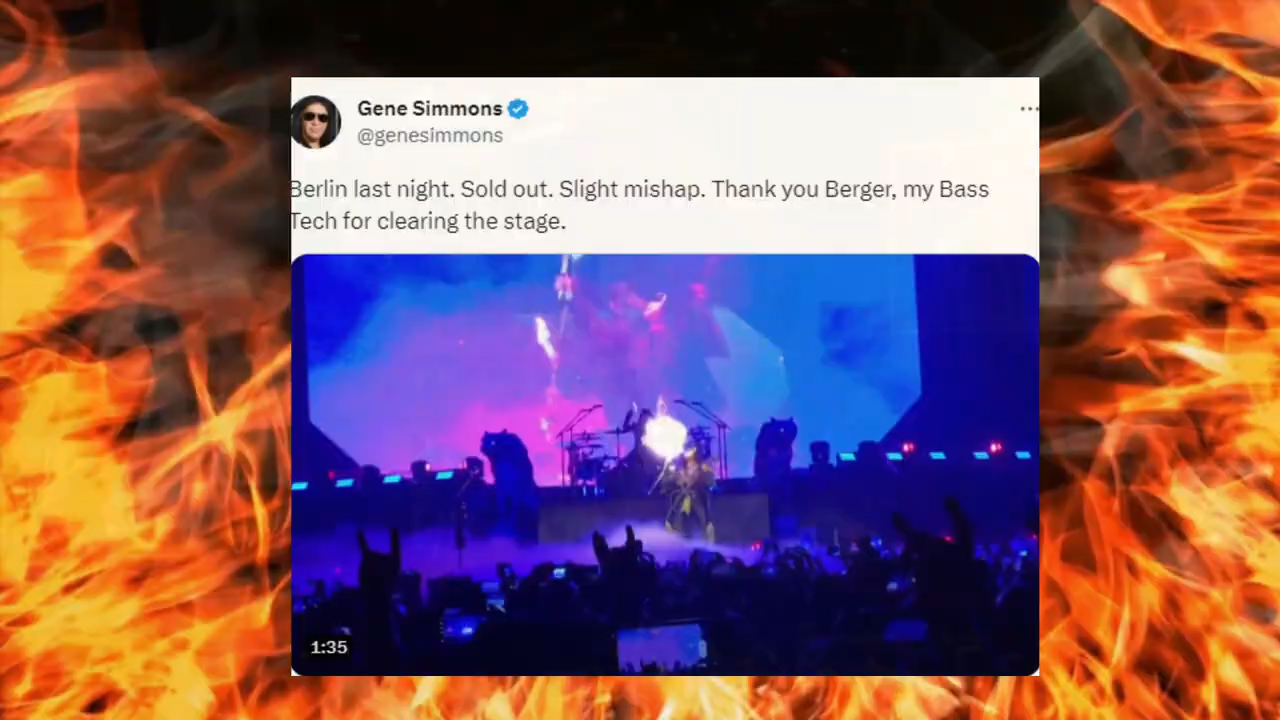 Gene Simmons
@genesimmons
Berlin last night. Sold out. Slight mishap. Thank you Berger, my Bass
Tech for clearing the stage.
1:35